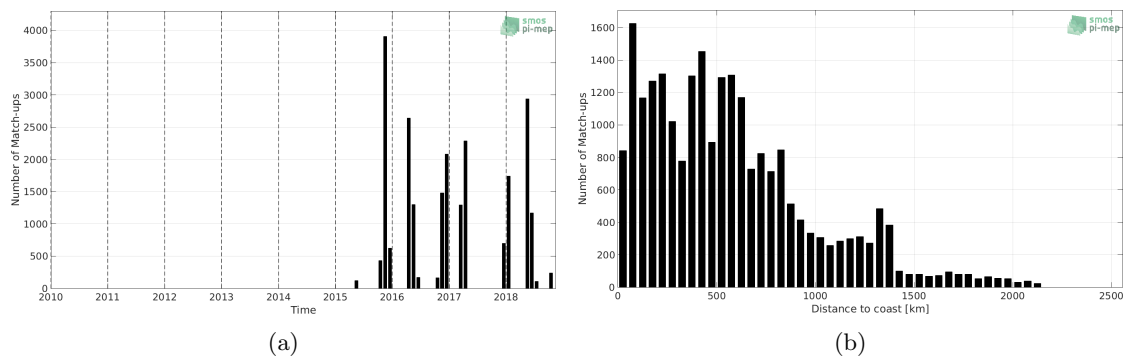 smos
pi-mep
Number of Match-ups
4000
3500
3000
2500
2000
1500
1000
500
0
2010 2011 2012 2013 2014 2015 2016 2017 2018
Time
(a)
smos
pi-mep
Number of Match-ups
1600
1400
1200
1000
800
600
400
200
0
0 500 1000 1500 2000 2500
Distance to coast [km]
(b)